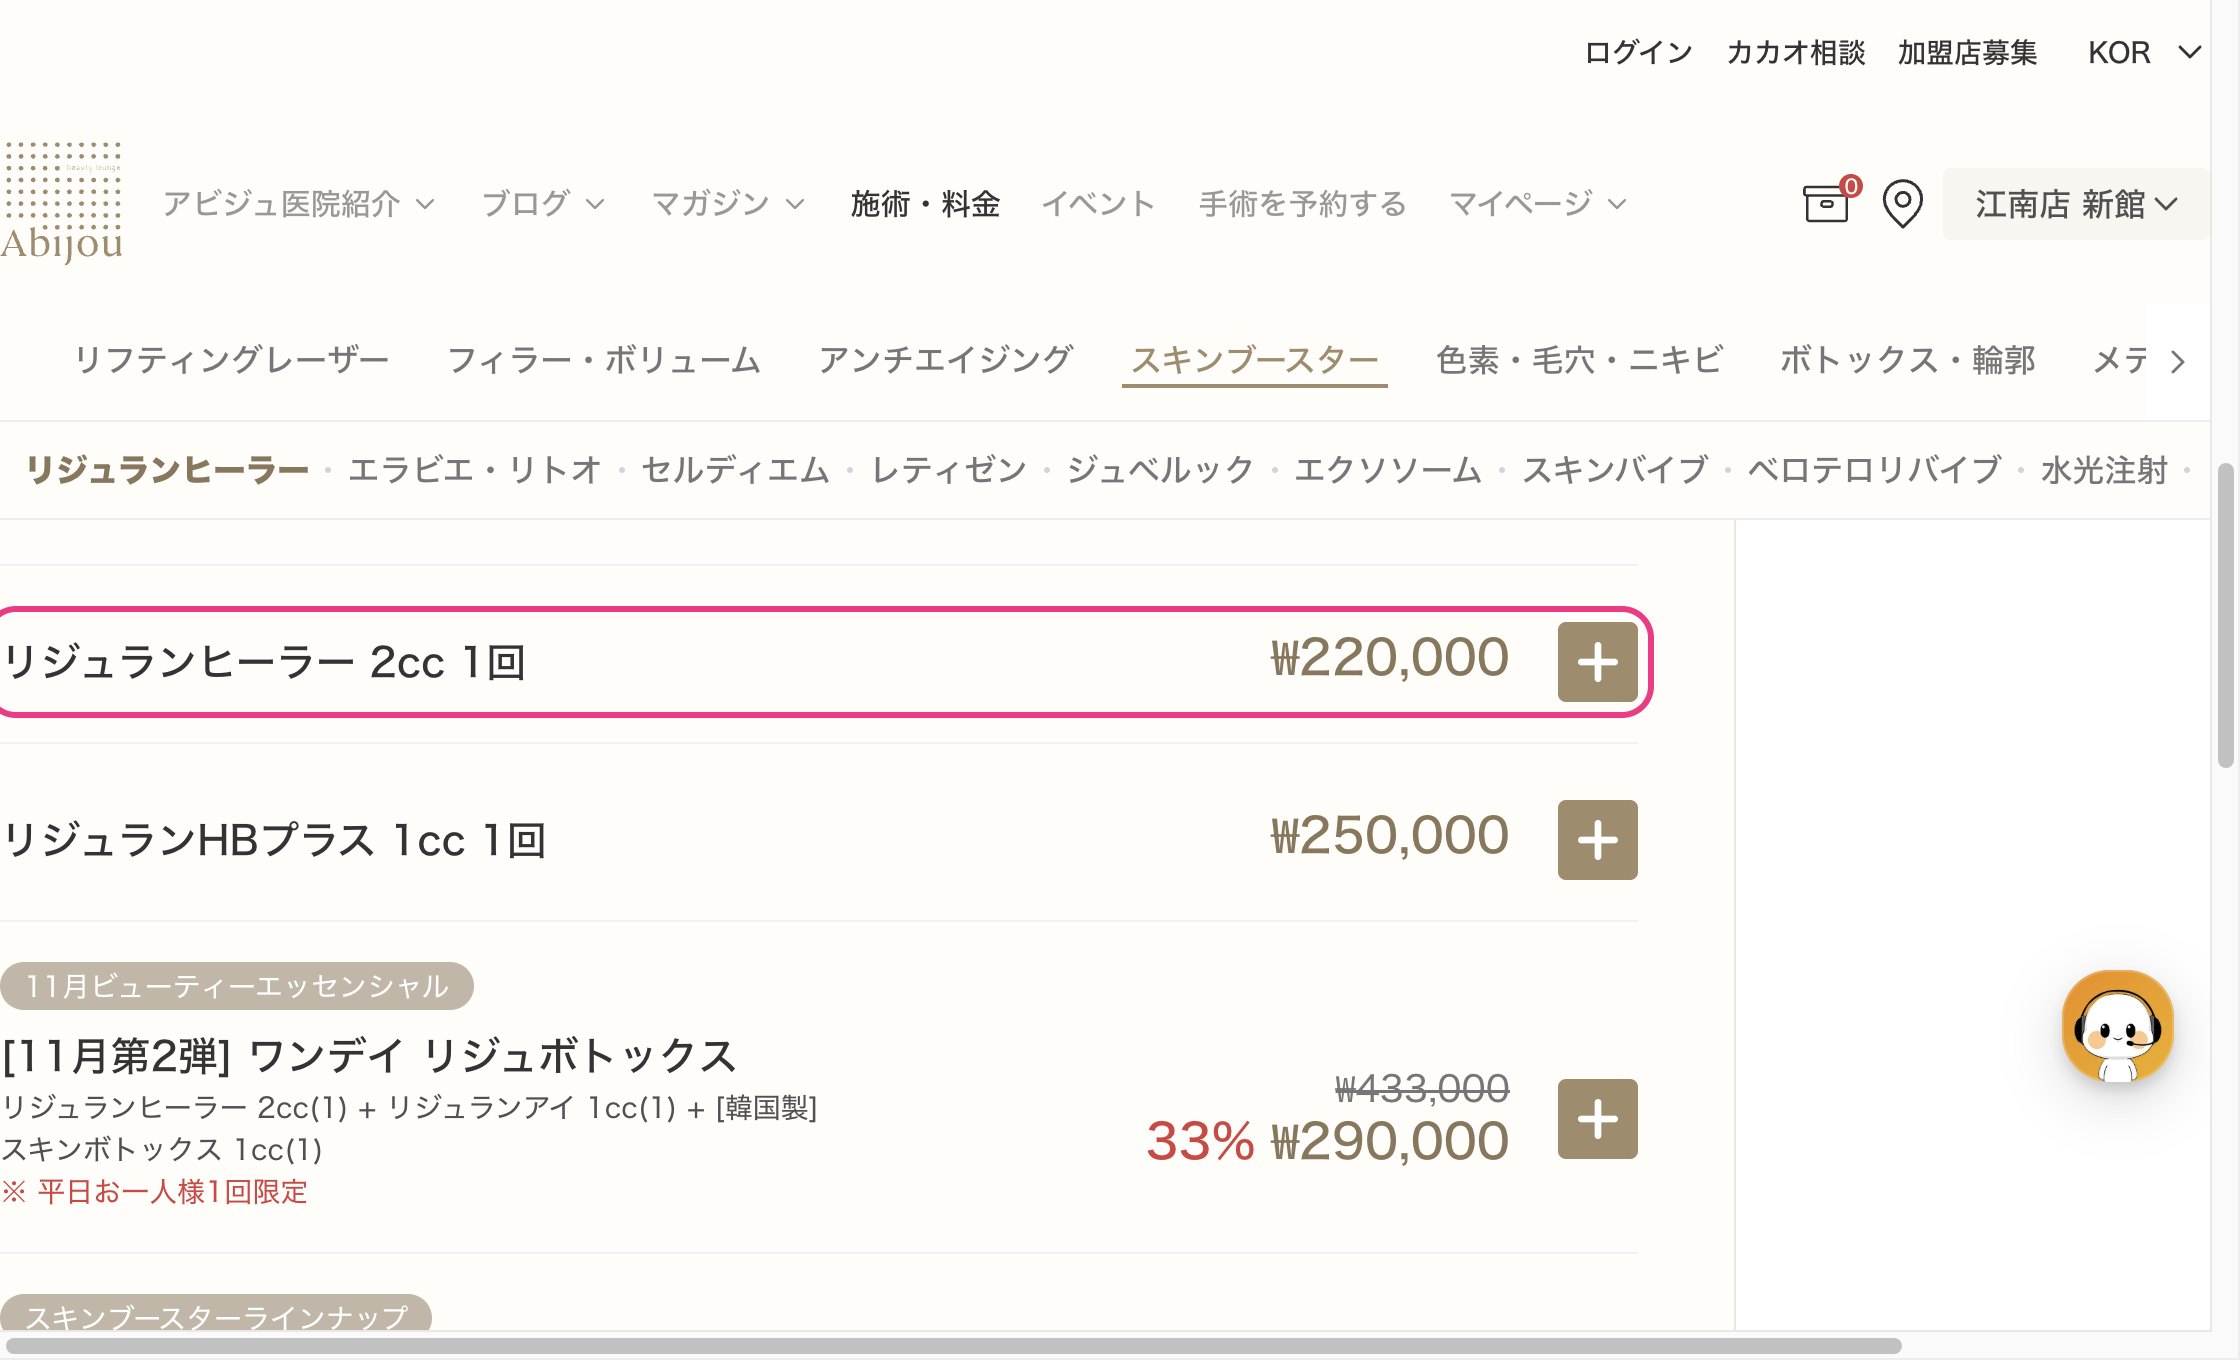 ログイン カカオ相談 加盟店募集 KOR
beauty lounge
Abijou
アビジュ医院紹介 ブログ マガジン 施術・料金 イベント 手術を予約する マイページ 0 江南店 新館
リフティングレーザー フィラー・ボリューム アンチエイジング スキンブースター 色素・毛穴・ニキビ ボトックス・輪郭 メテ
リジュランヒーラー・エラビエ・リトオ・セルディエム・レティゼン・ジュベルック・エクソソーム・スキンバイブ・ベロテロリバイブ・水光注射・
リジュランヒーラー 2cc 1回 ₩220,000
リジュランHBプラス 1cc 1回 ₩250,000
11月ビューティーエッセンシャル
[11月第2弾] ワンデイ リジュボトックス
リジュランヒーラー 2cc(1) + リジュランアイ 1cc(1) + [韓国製]
スキンボトックス 1cc(1)
※ 平日お一人様1回限定
₩433,000
33% ₩290,000
スキンブースターラインナップ